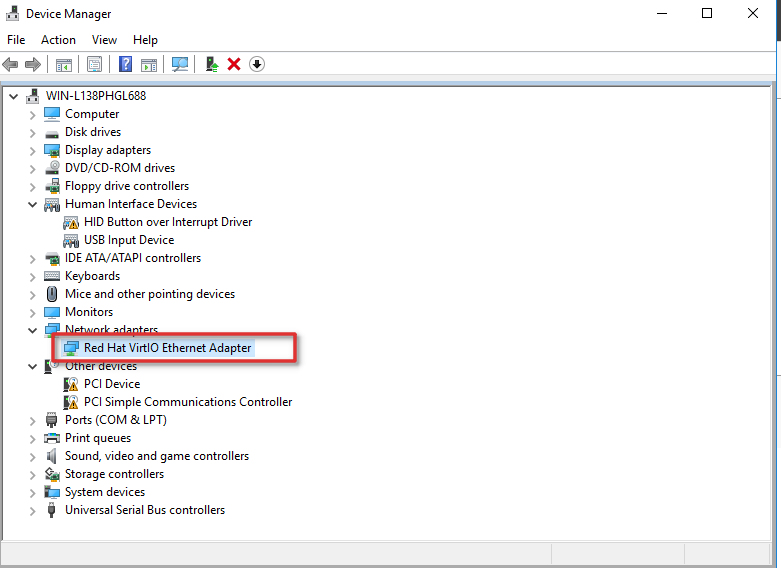 Device Manager
File Action View Help
WIN-L138PHGL688
Computer
Disk drives
Display adapters
DVD/CD-ROM drives
Floppy drive controllers
Human Interface Devices
HID Button over Interrupt Driver
USB Input Device
IDE ATA/ATAPI controllers
Keyboards
Mice and other pointing devices
Monitors
Network adapters
Red Hat VirtIO Ethernet Adapter
Other devices
PCI Device
PCI Simple Communications Controller
Ports (COM & LPT)
Print queues
Sound, video and game controllers
Storage controllers
System devices
Universal Serial Bus controllers